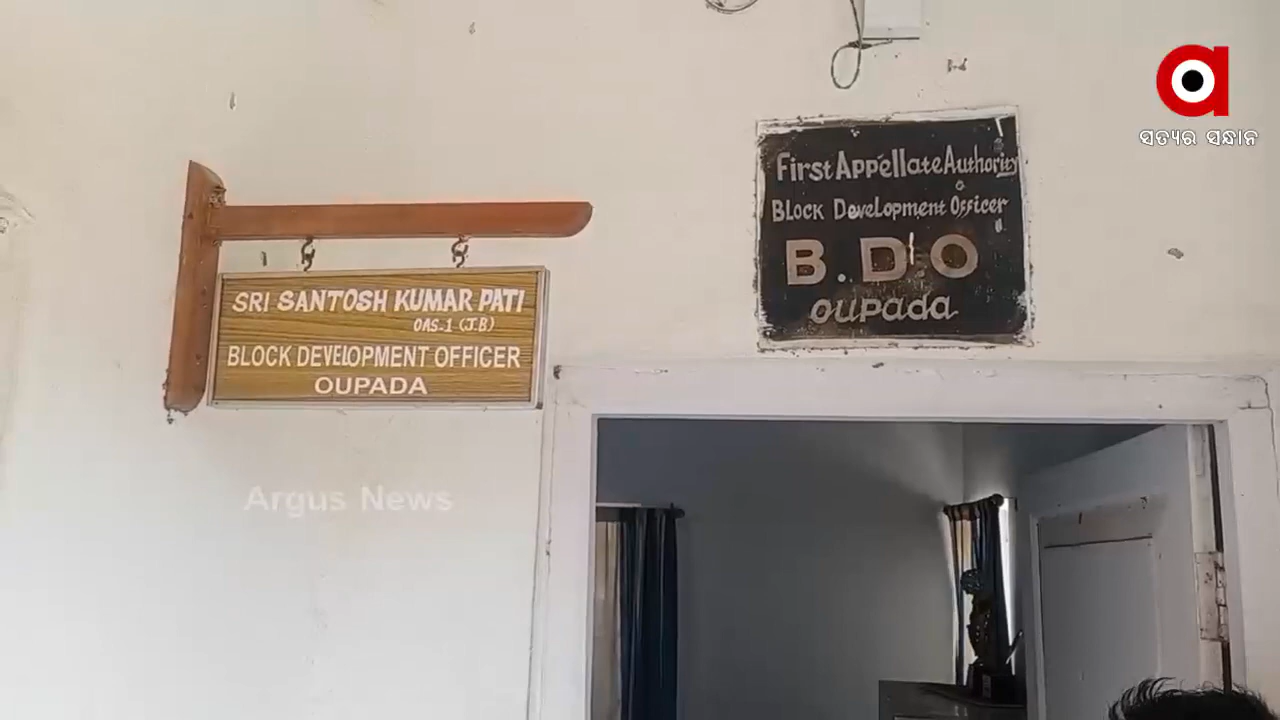 ସତ୍ୟର ସନ୍ଧାନ
First Appellate Authority
&
Block Development Officer
B.D.O
Oupada
SRI SANTOSH KUMAR PATI
OAS-1 (J.B)
BLOCK DEVELOPMENT OFFICER
OUPADA
Argus News